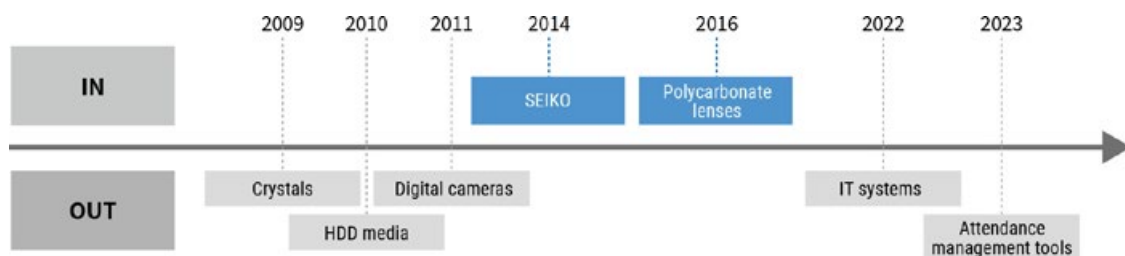 2009
2010
2011
2014
2016
2022
2023
IN
SEIKO
Polycarbonate
lenses
OUT
Crystals
Digital cameras
IT systems
HDD media
Attendance
management tools